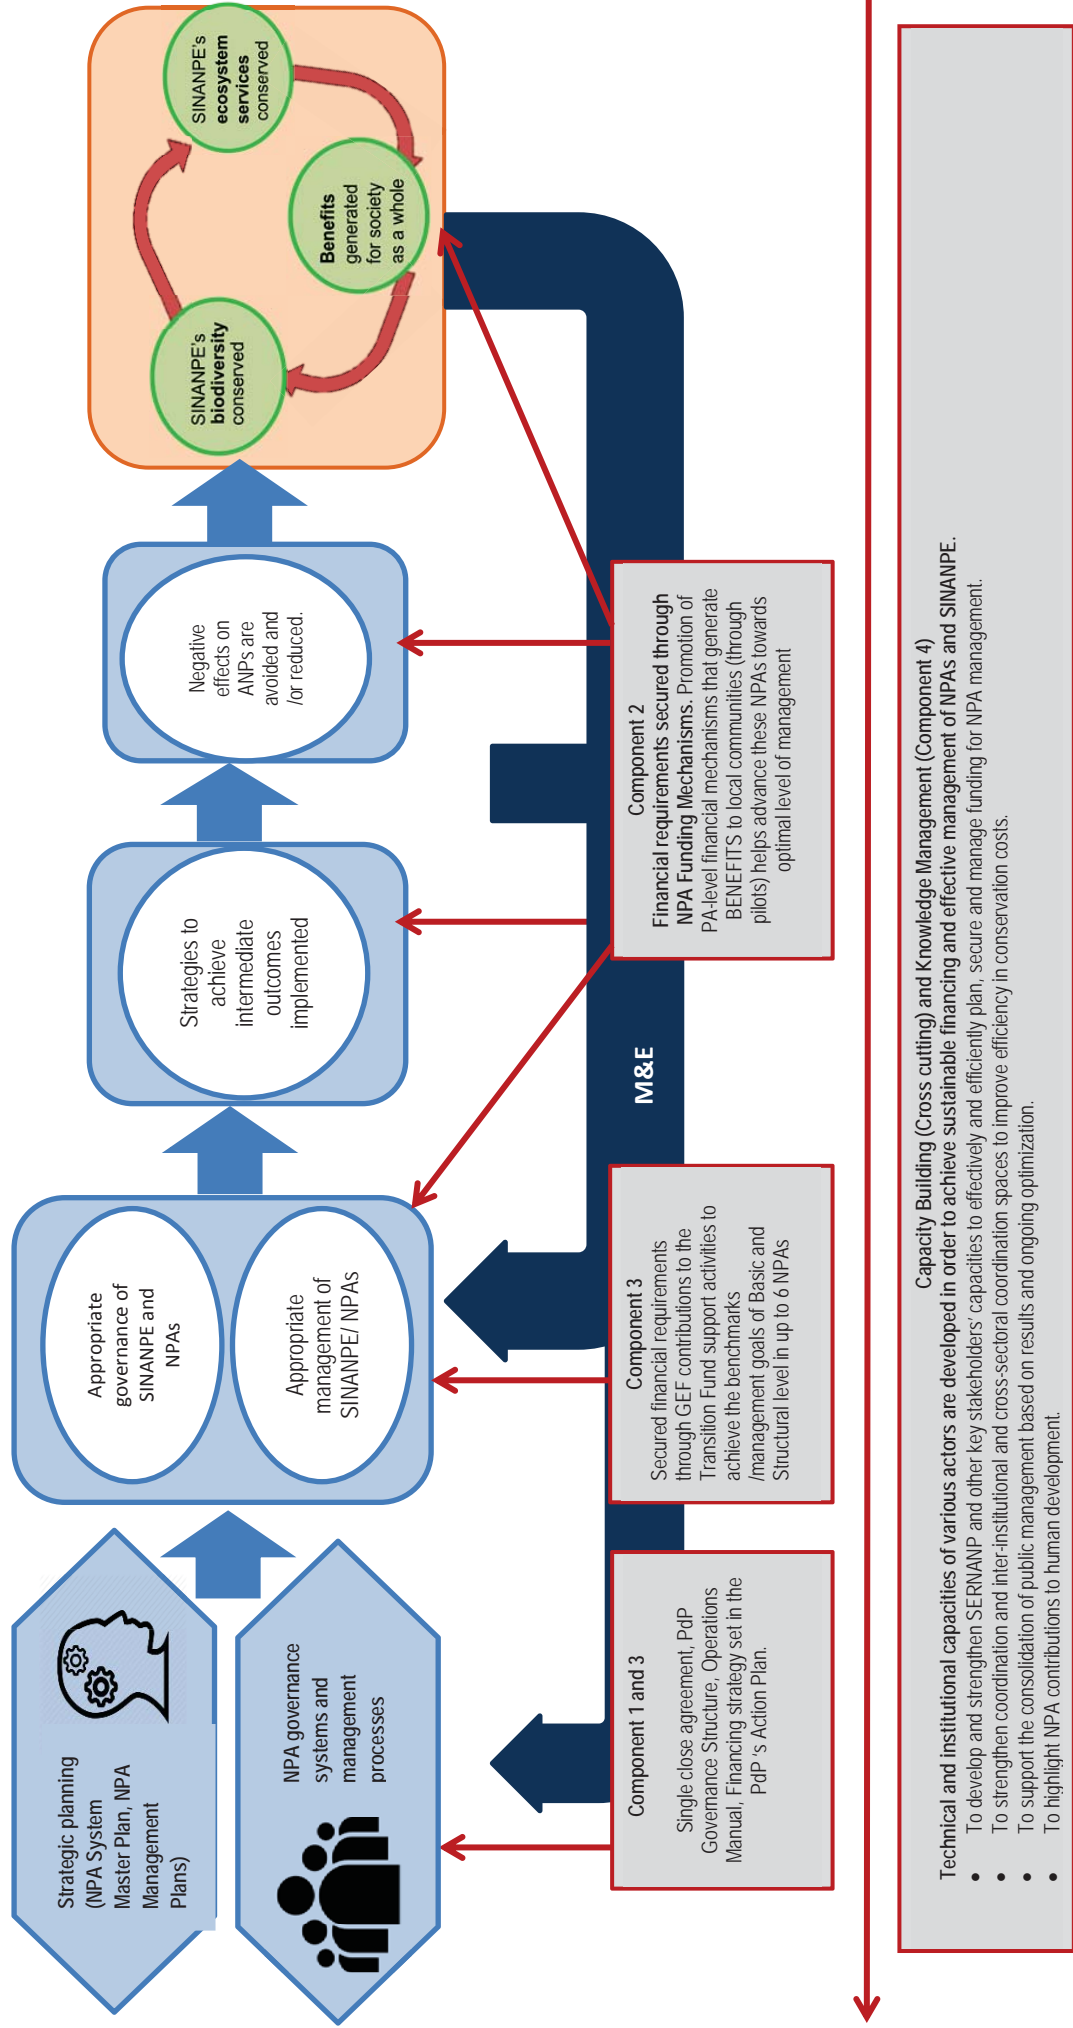 Strategic planning
(NPA System
Master Plan, NPA
Management
Plans)
NPA governance
systems and
management
processes
Appropriate
governance of
SINANPE and
NPAs
Appropriate
management of
SINANPE/ NPAs
Strategies to
achieve
intermediate
outcomes
implemented
Negative
effects on
ANPs are
avoided and
/or reduced.
SINANPE's
biodiversity
conserved
SINANPE's
ecosystem
services
conserved
Benefits
generated
for society
as a whole
M&E
Component 1 and 3
Single close agreement, PdP
Governance Structure, Operations
Manual, Financing strategy set in the
PdP 's Action Plan.
Component 3
Secured financial requirements
through GEF contributions to the
Transition Fund support activities to
achieve the benchmarks
/management goals of Basic and
Structural level in up to 6 NPAs
Component 2
Financial requirements secured through
NPA Funding Mechanisms. Promotion of
PA-level financial mechanisms that generate
BENEFITS to local communities (through
pilots) helps advance these NPAs towards
optimal level of management
Capacity Building (Cross cutting) and Knowledge Management (Component 4)
Technical and institutional capacities of various actors are developed in order to achieve sustainable financing and effective management of NPAs and SINANPE.
• To develop and strengthen SERNANP and other key stakeholders' capacities to effectively and efficiently plan, secure and manage funding for NPA management.
• To strengthen coordination and inter-institutional and cross-sectoral coordination spaces to improve efficiency in conservation costs.
• To support the consolidation of public management based on results and ongoing optimization.
• To highlight NPA contributions to human development.